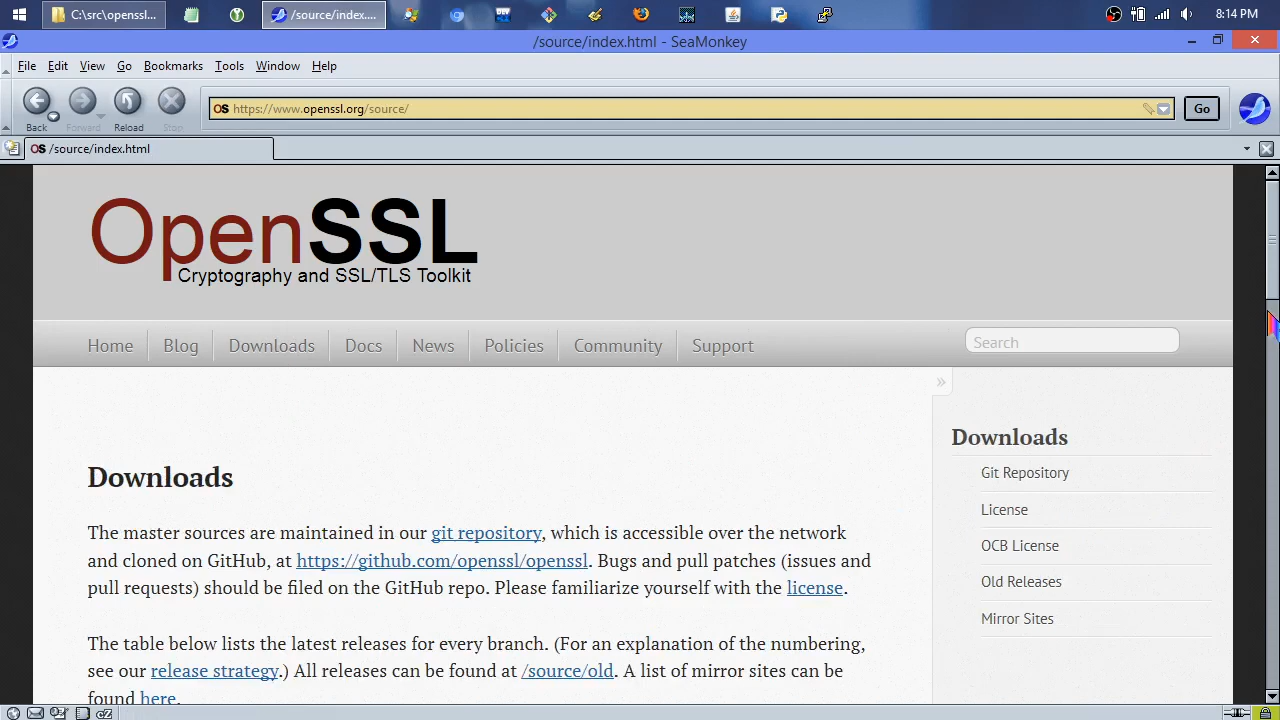 C:\src\openssl...
/source/index....
8:14 PM
/source/index.html - SeaMonkey
File Edit View Go Bookmarks Tools Window Help
Back Forward Reload Stop
OS https://www.openssl.org/source/
Go
OS /source/index.html
OpenSSL
Cryptography and SSL/TLS Toolkit
Home Blog Downloads Docs News Policies Community Support
Search
»
Downloads
Git Repository
License
OCB License
Old Releases
Mirror Sites
Downloads
The master sources are maintained in our git repository, which is accessible over the network
and cloned on GitHub, at https://github.com/openssl/openssl. Bugs and pull patches (issues and
pull requests) should be filed on the GitHub repo. Please familiarize yourself with the license.
The table below lists the latest releases for every branch. (For an explanation of the numbering,
see our release strategy.) All releases can be found at /source/old. A list of mirror sites can be
found here.